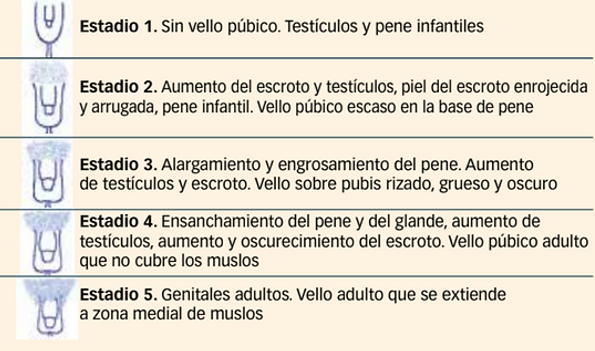 Estadio 1. Sin vello púbico. Testículos y pene infantiles
Estadio 2. Aumento del escroto y testículos, piel del escroto enrojecida
y arrugada, pene infantil. Vello púbico escaso en la base de pene
Estadio 3. Alargamiento y engrosamiento del pene. Aumento
de testículos y escroto. Vello sobre pubis rizado, grueso y oscuro
Estadio 4. Ensanchamiento del pene y del glande, aumento de
testículos, aumento y oscurecimiento del escroto. Vello púbico adulto
que no cubre los muslos
Estadio 5. Genitales adultos. Vello adulto que se extiende
a zona medial de muslos